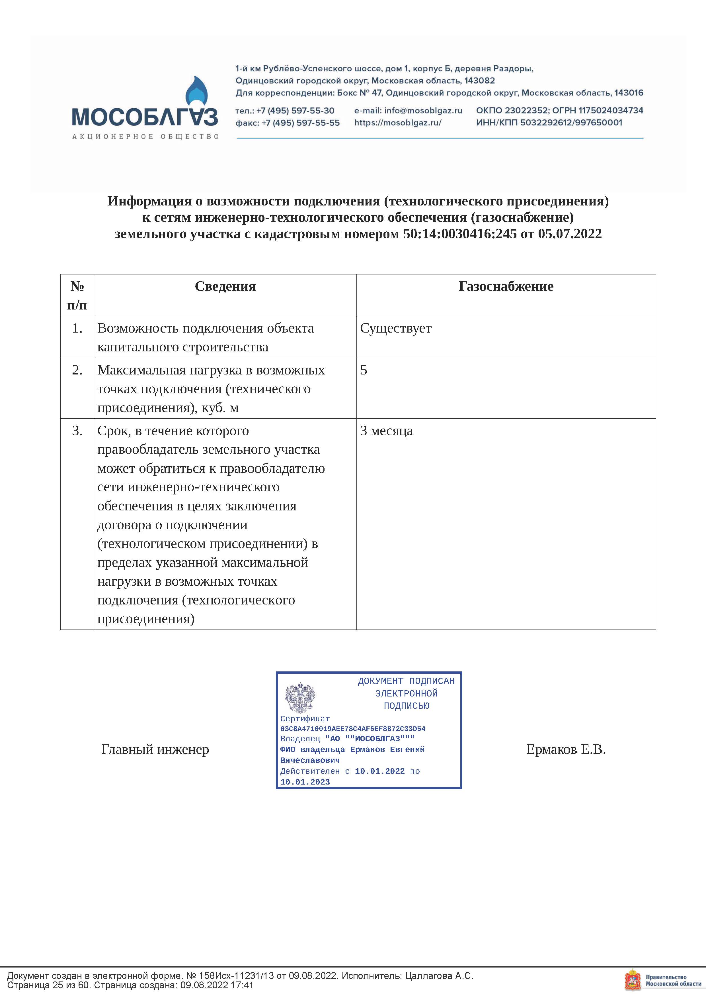 1-й км Рублёво-Успенского шоссе, дом 1, корпус Б, деревня Раздоры,
Одинцовский городской округ, Московская область, 143082
Для корреспонденции: Бокс № 47, Одинцовский городской округ, Московская область, 143016
тел.: +7 (495) 597-55-30 e-mail: info@mosoblgaz.ru ОКПО 23022352; ОГРН 1175024034734
факс: +7 (495) 597-55-55 https://mosoblgaz.ru/ ИНН/КПП 5032292612/997650001
МОСОБЛГАЗ
АКЦИОНЕРНОЕ ОБЩЕСТВО
Информация о возможности подключения (технологического присоединения)
к сетям инженерно-технологического обеспечения (газоснабжение)
земельного участка с кадастровым номером 50:14:0030416:245 от 05.07.2022
№ п/п Сведения Газоснабжение
1. Возможность подключения объекта Существует
капитального строительства
2. Максимальная нагрузка в возможных 5
точках подключения (технического
присоединения), куб. м
3. Срок, в течение которого 3 месяца
правообладатель земельного участка
может обратиться к правообладателю
сети инженерно-технического
обеспечения в целях заключения
договора о подключении
(технологическом присоединении) в
пределах указанной максимальной
нагрузки в возможных точках
подключения (технологического
присоединения)
ДОКУМЕНТ ПОДПИСАН
ЭЛЕКТРОННОЙ
ПОДПИСЬЮ
Сертификат
03C8A4710019AEE78C4AF6EF8B72C33D54
Владелец "АО ""МОСОБЛГАЗ"""
ФИО владельца Ермаков Евгений
Вячеславович
Действителен с 10.01.2022 по
10.01.2023
Главный инженер
Ермаков Е.В.
Документ создан в электронной форме. № 158Исх-11231/13 от 09.08.2022. Исполнитель: Цаллагова А.С.
Страница 25 из 60. Страница создана: 09.08.2022 17:41
Правительство
Московской области